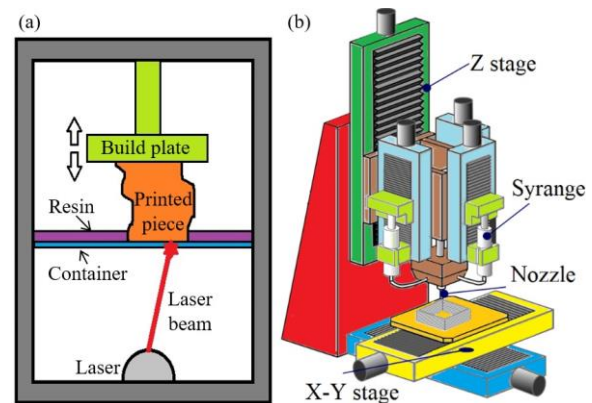 (a)
Build plate
Printed
piece
Resin
Container
Laser
beam
Laser
(b)
Z stage
Syrange
Nozzle
X-Y stage